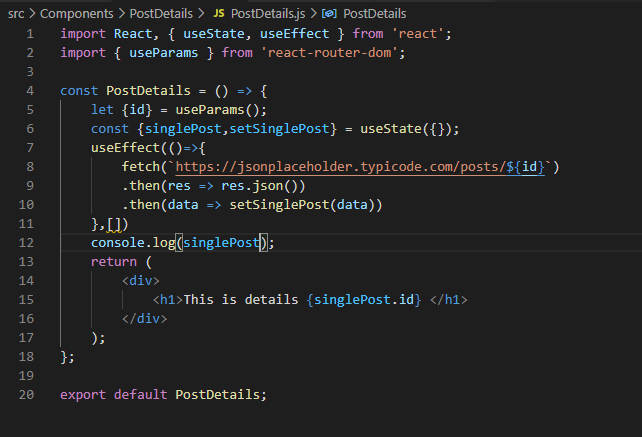 src > Components > PostDetails > JS PostDetails.js > PostDetails
1 import React, { useState, useEffect } from 'react';
2 import { useParams } from 'react-router-dom';
3
4 const PostDetails = () => {
5     let {id} = useParams();
6     const {singlePost,setSinglePost} = useState({});
7     useEffect(()=>{
8         fetch(`https://jsonplaceholder.typicode.com/posts/${id}`)
9         .then(res => res.json())
10         .then(data => setSinglePost(data))
11     },[])
12     console.log(singlePost);
13     return (
14         <div>
15             <h1>This is details {singlePost.id} </h1>
16         </div>
17     );
18 };
19
20 export default PostDetails;